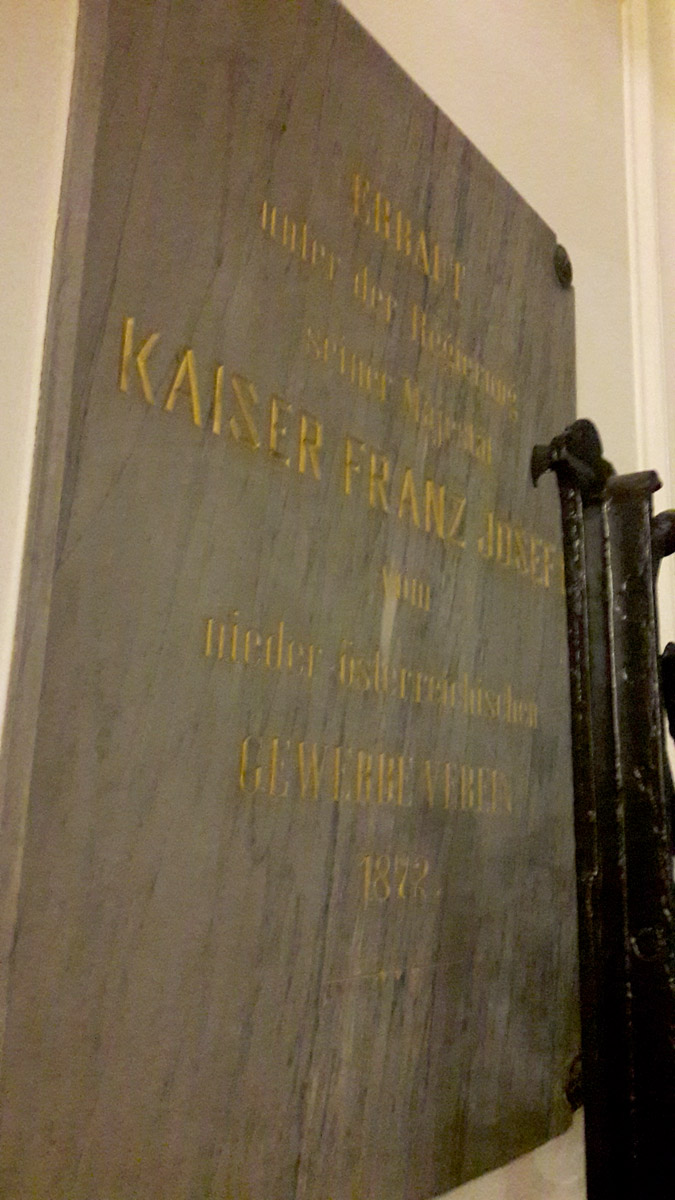 ERBAUT
unter der Regierung
seiner Majestät
KAISER FRANZ JOSEF I
vom
nieder österreichischen
GEWERBE VEREIN
1872.